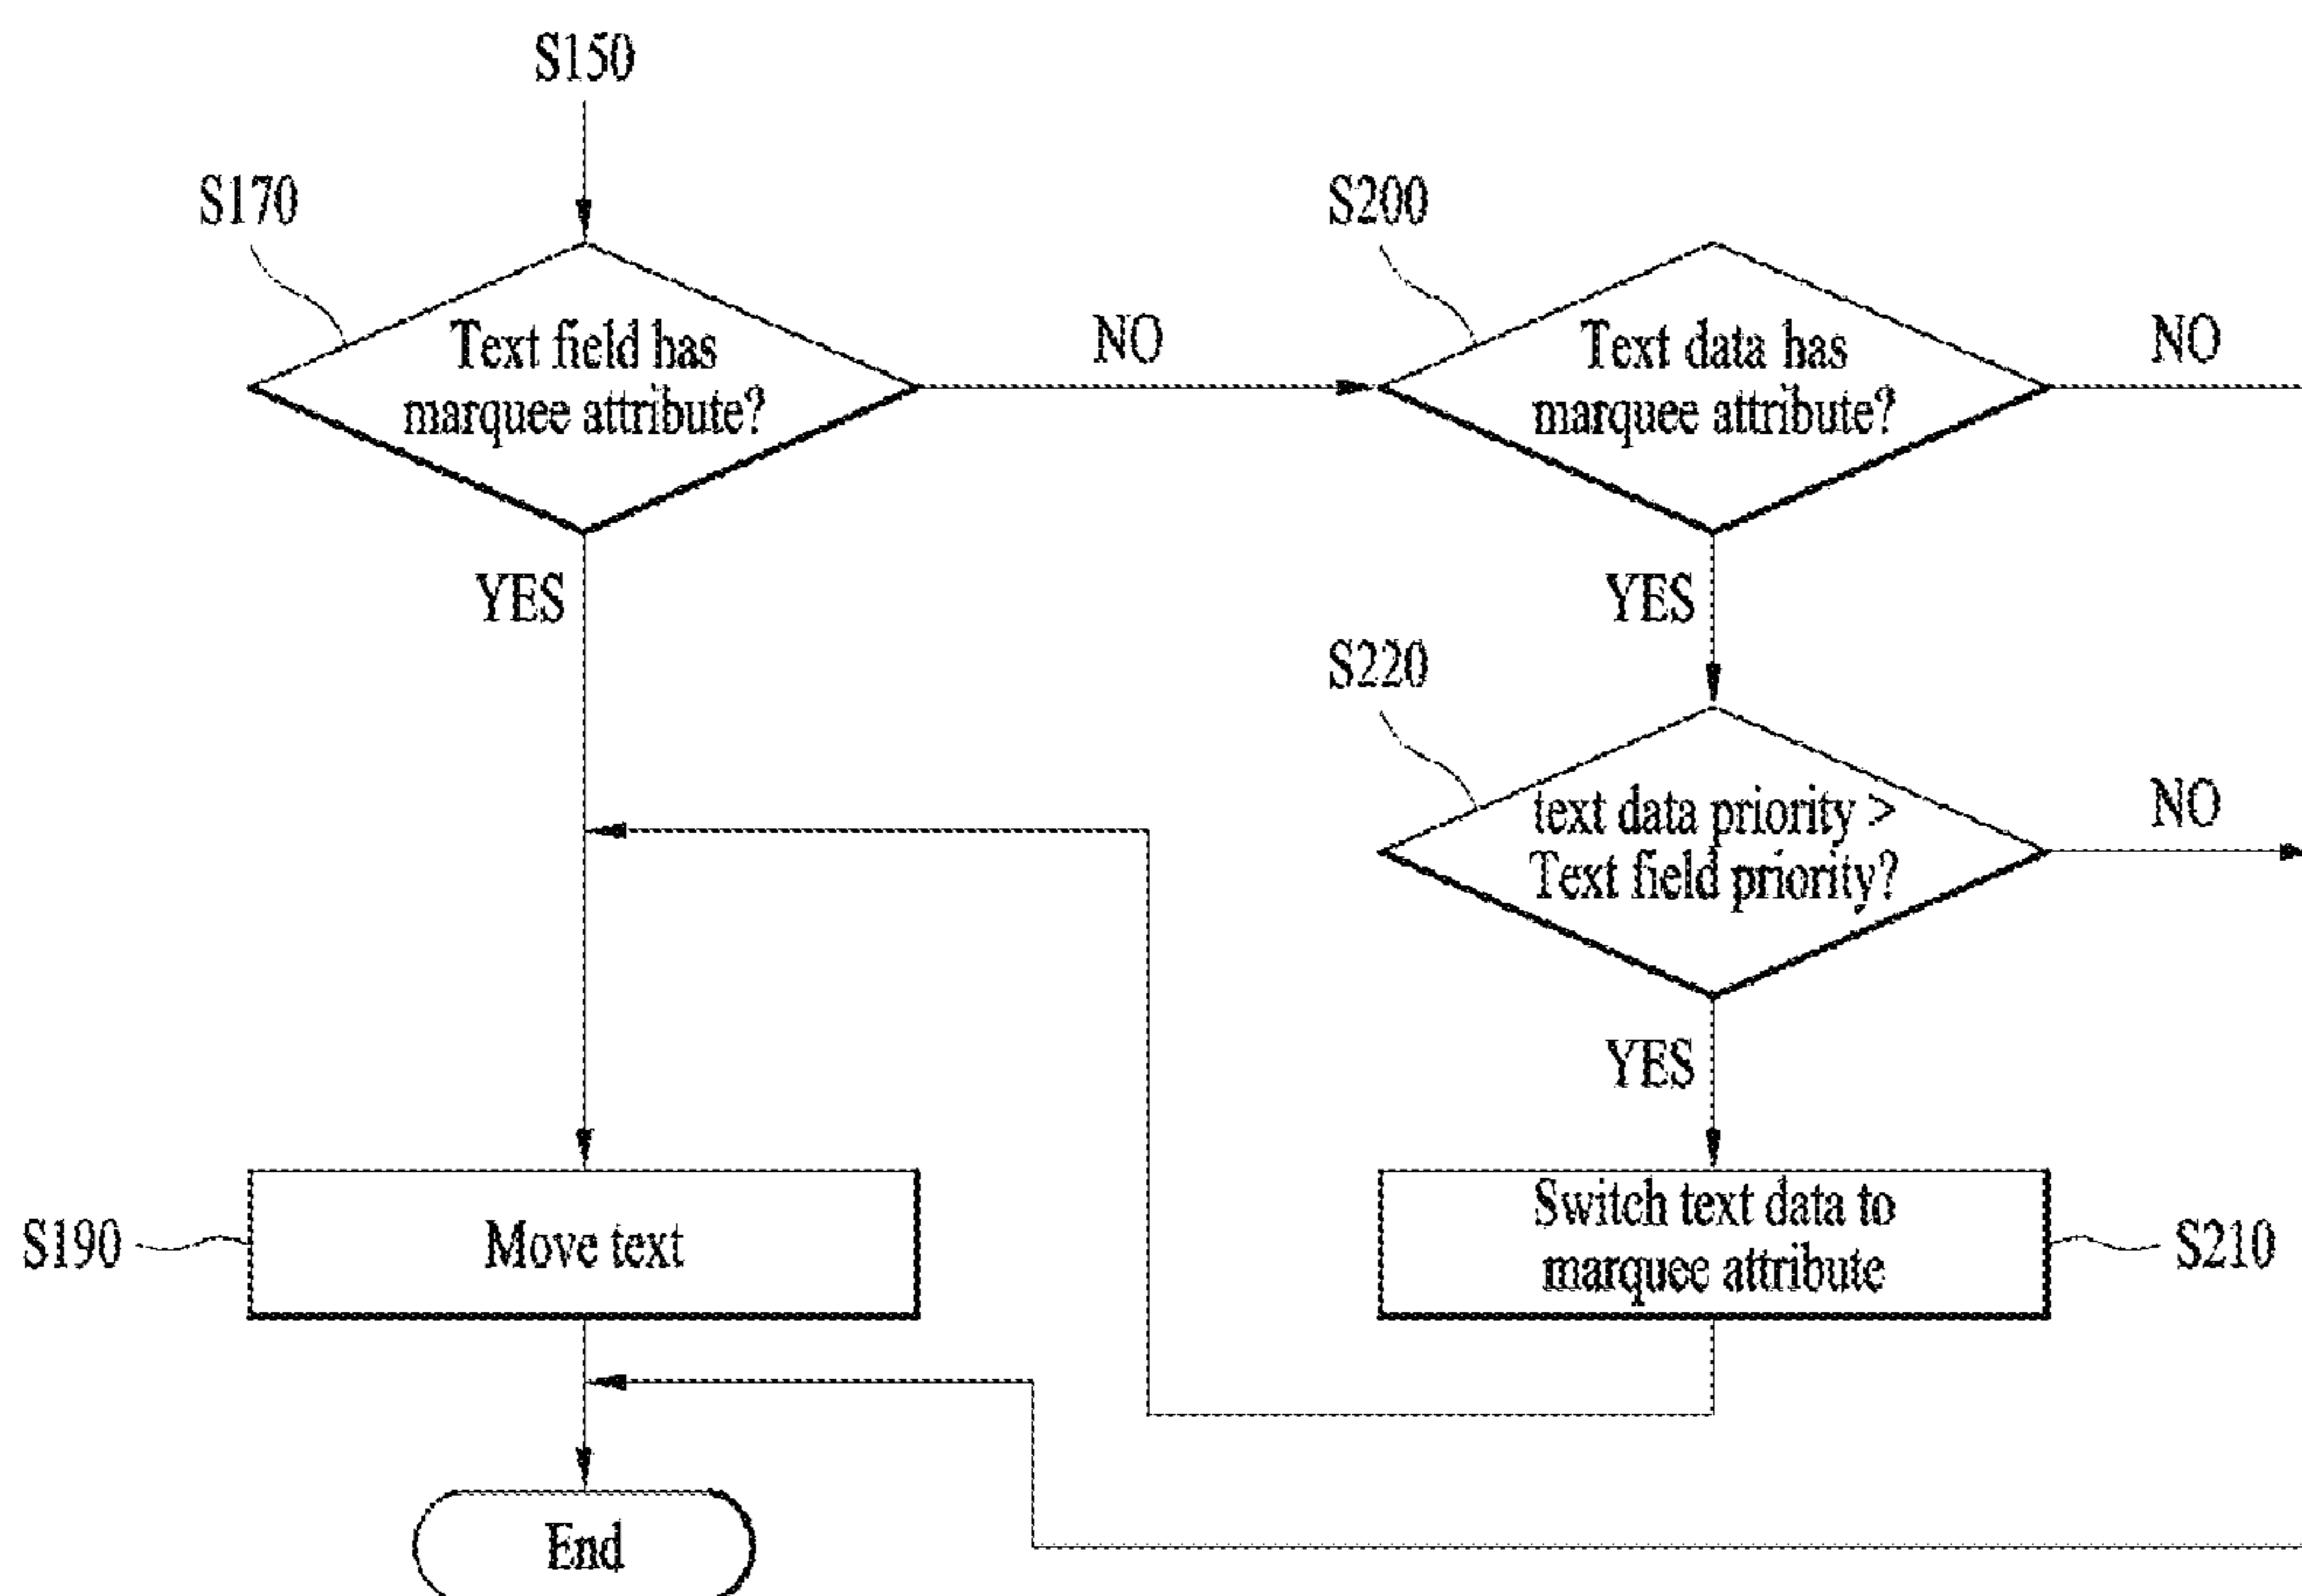 S150
S170
Text field has
marquee attribute?
NO
S200
Text data has
marquee attribute?
NO
YES
YES
S220
text data priority >
Text field priority?
NO
YES
S190
Move text
Switch text data to
marquee attribute
S210
End